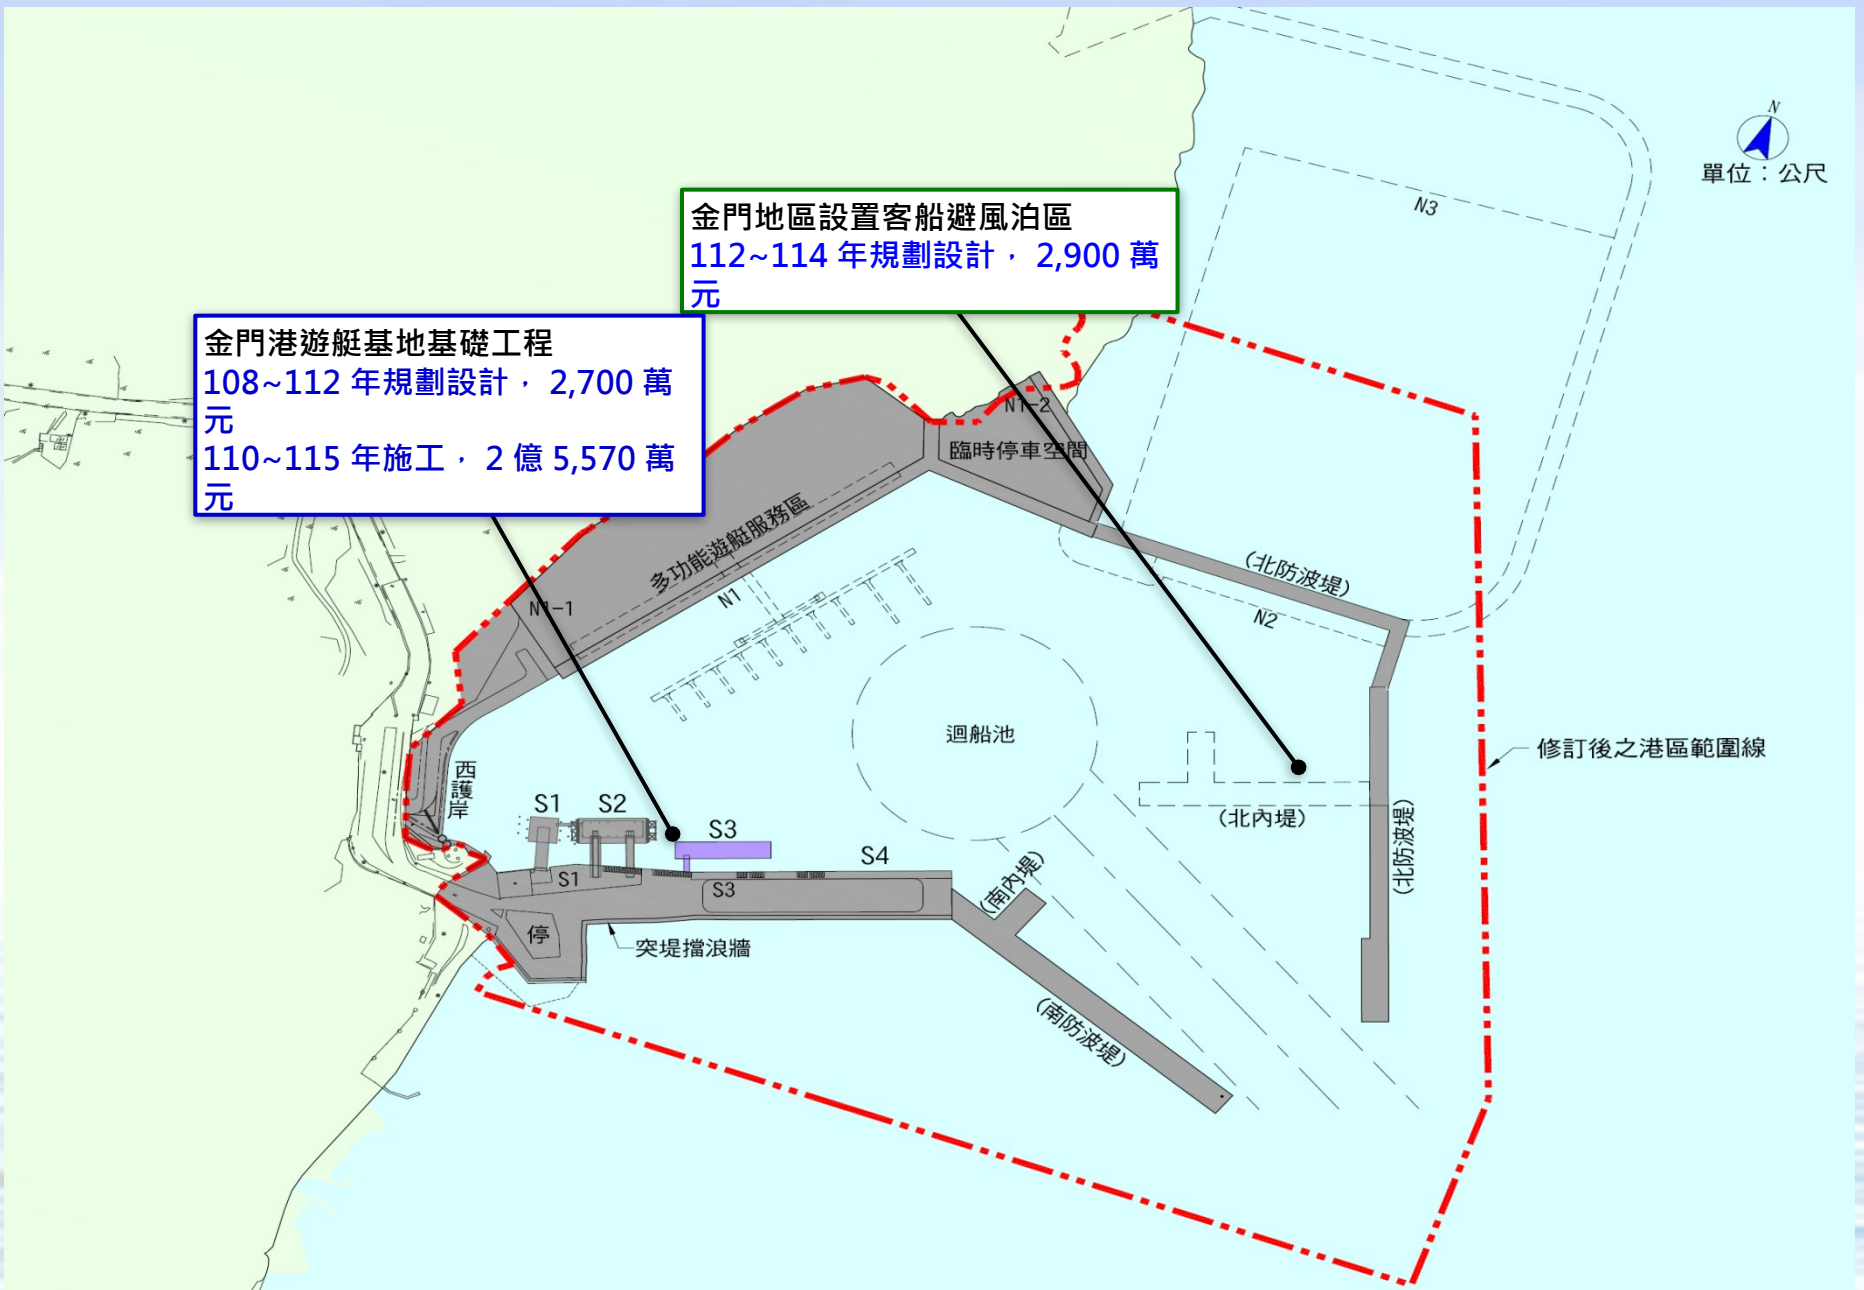 N
單位：公尺
N3
金門地區設置客船避風泊區
112~114 年規劃設計， 2,900 萬
元
金門港遊艇基地基礎工程
108~112 年規劃設計， 2,700 萬
元
110~115 年施工， 2 億 5,570 萬
元
N1-2
臨時停車空間
多功能遊艇服務區
N1
N1-1
(北防波堤)
N2
迴船池
修訂後之港區範圍線
西護岸
S1
S2
S3
S4
(北內堤)
(北防波堤)
S1
S3
(南內堤)
停
突堤擋浪牆
(南防波堤)